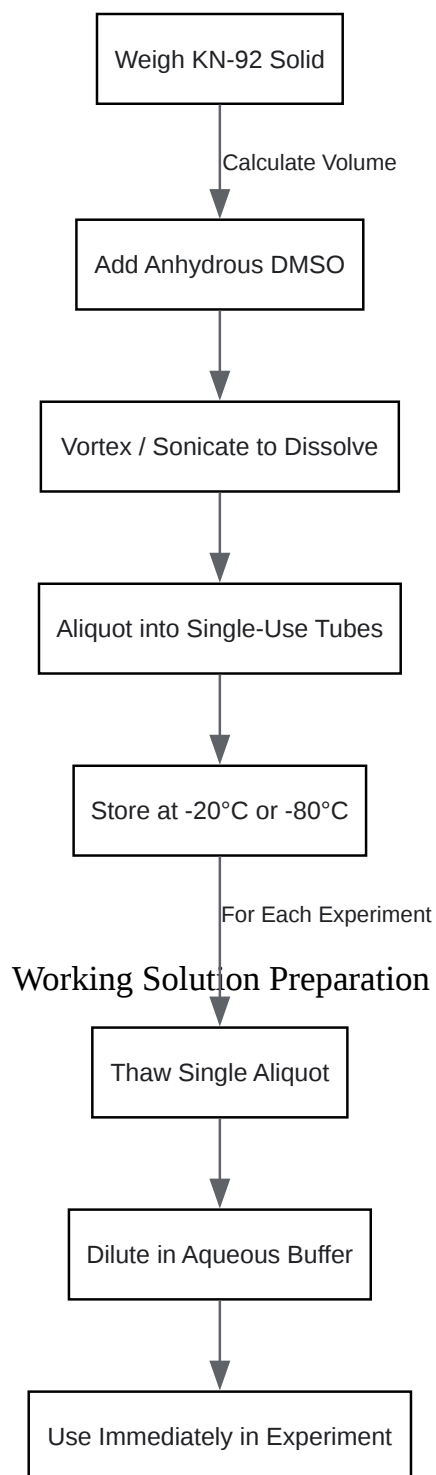 Weigh KN-92 Solid
Calculate Volume
Add Anhydrous DMSO
Vortex / Sonicate to Dissolve
Aliquot into Single-Use Tubes
Store at -20°C or -80°C
For Each Experiment
Working Solution Preparation
Thaw Single Aliquot
Dilute in Aqueous Buffer
Use Immediately in Experiment